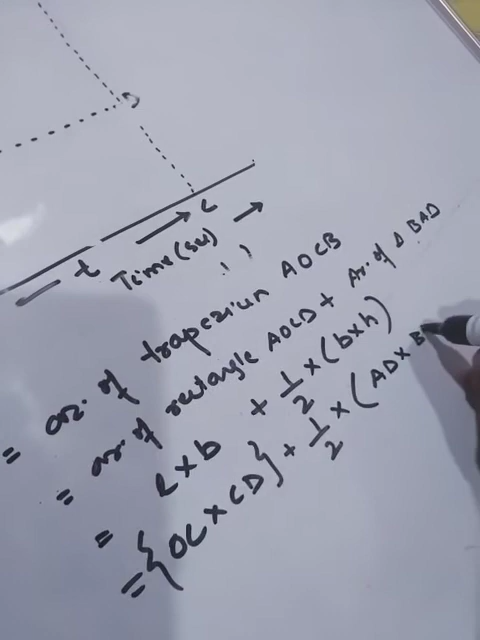 c
t
Time (sec)
= ar. of trapezium AOCB
= ar. of rectangle AOCD + Ar. of Δ BAD
= l × b + 1/2 × (b×h)
= {OC × CD} + 1/2 × (AD × B